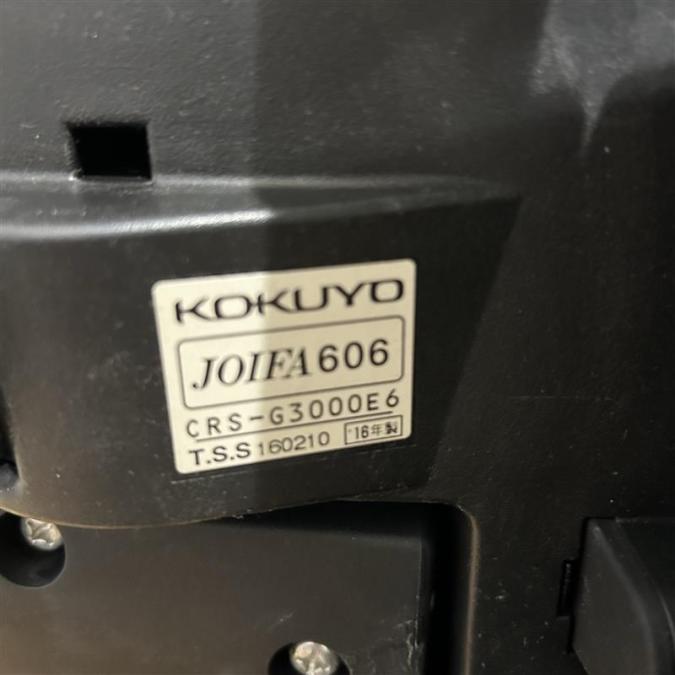 KOKUYO
JOIFA 606
CRS-G3000E6
T.S.S 160210 '16年製